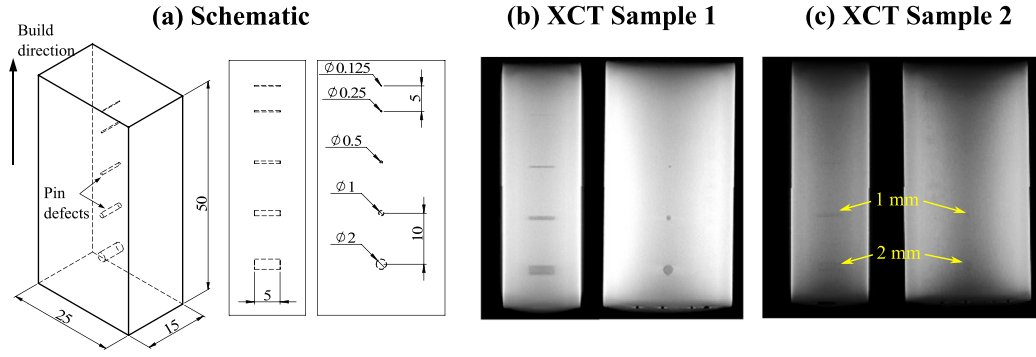 (a) Schematic
(b) XCT Sample 1
(c) XCT Sample 2
Build
direction
Pin
defects
50
25
15
∅0.125
∅0.25
5
∅0.5
∅1
10
∅2
5
1 mm
2 mm